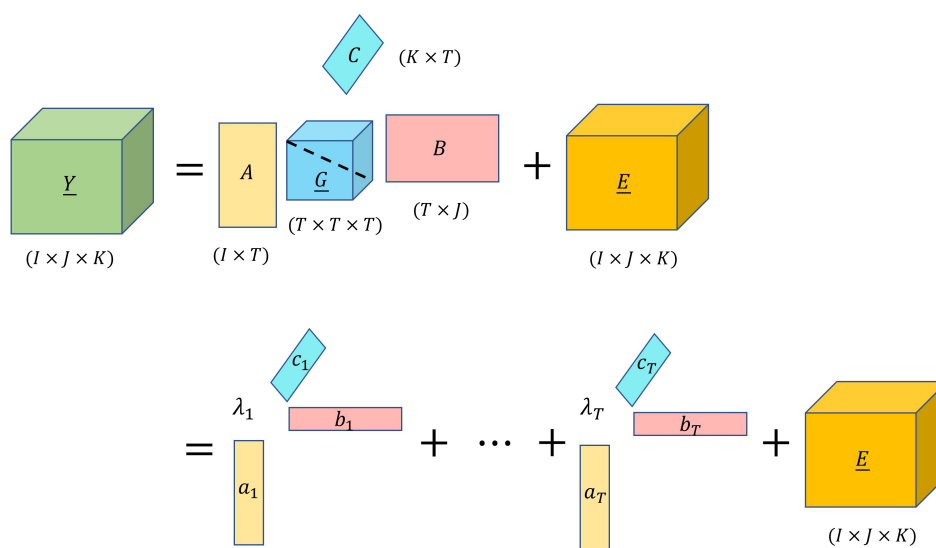 C (K × T)
Y = A G B + E
(I × J × K) (I × T) (T × T × T) (T × J) (I × J × K)
= λ₁ a₁ b₁ c₁ + ⋯ + λ_T a_T b_T c_T + E
(I × J × K)